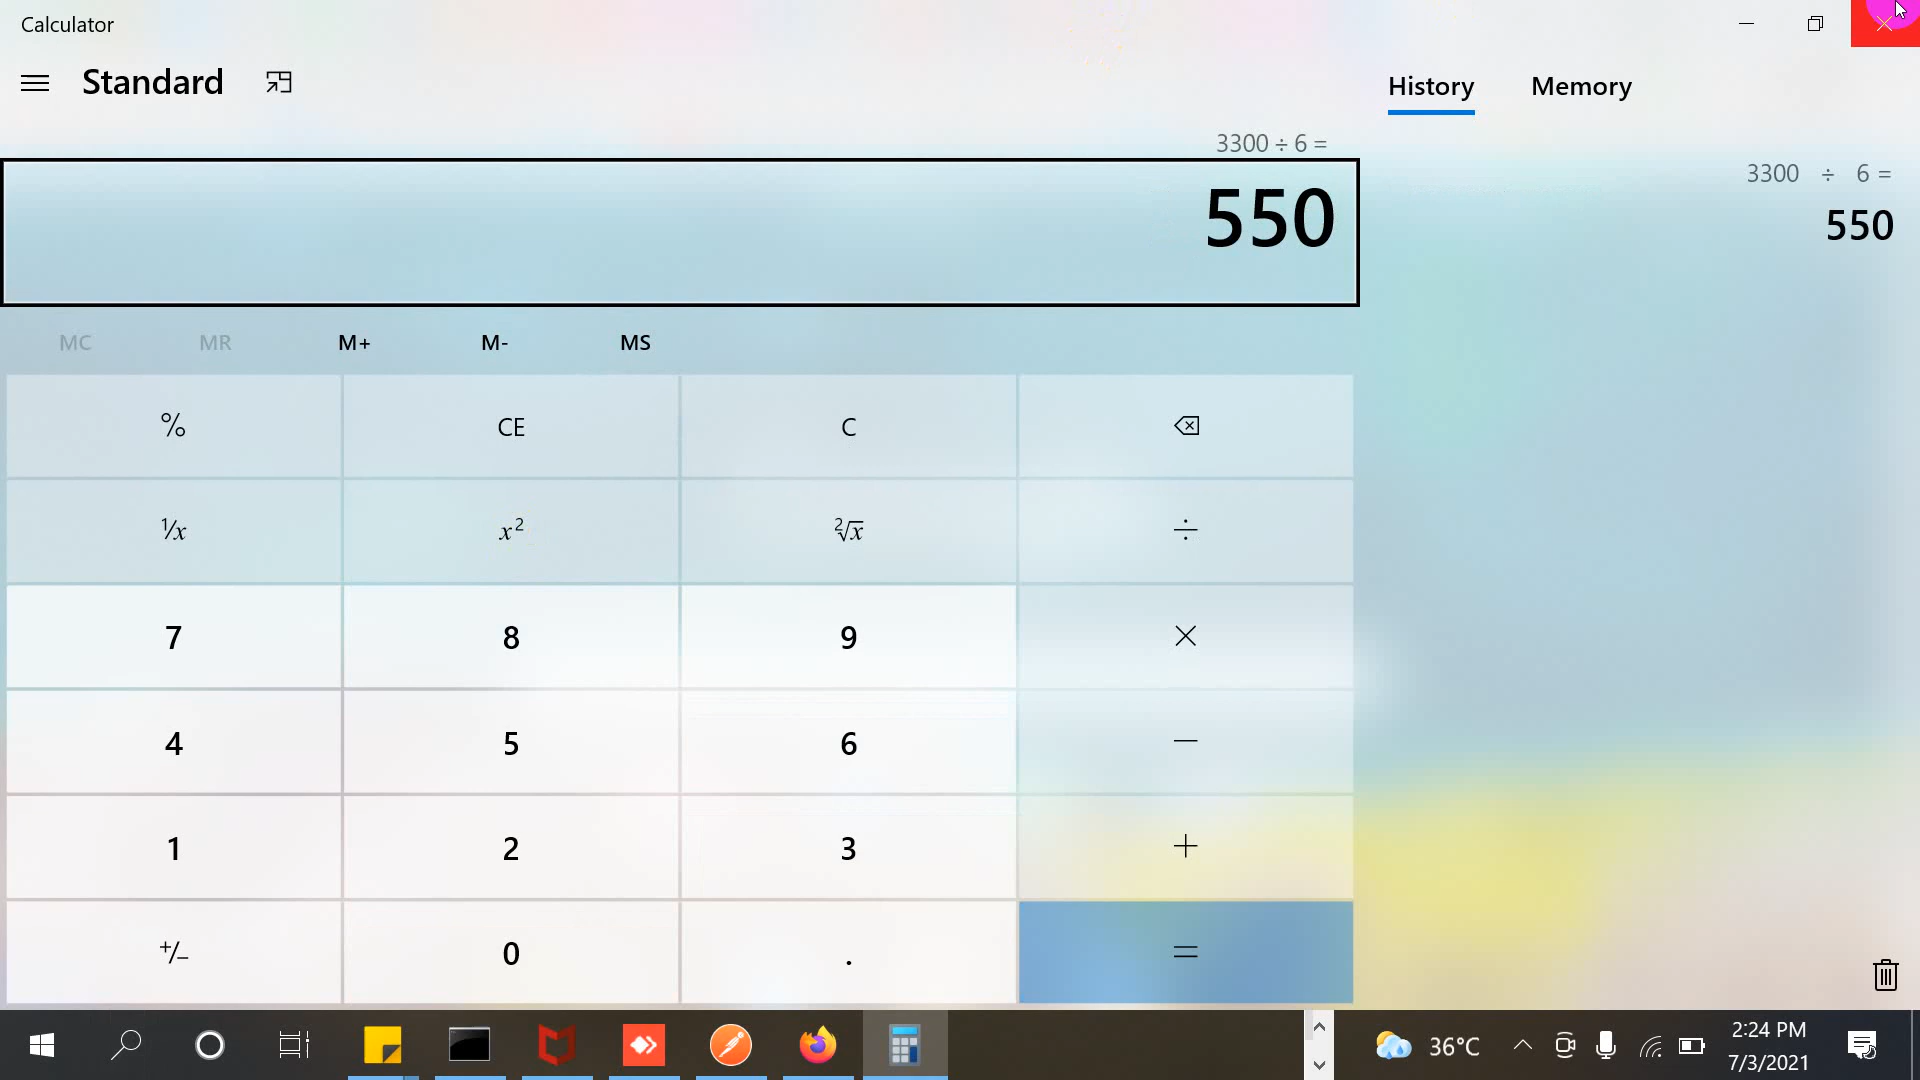 Calculator
Standard
History Memory
3300 ÷ 6 =
550
3300 ÷ 6 =
550
MC MR M+ M- MS
% CE C
¹/x x² ²√x ÷
7 8 9 ×
4 5 6 −
1 2 3 +
+/− 0 . =
36°C
2:24 PM
7/3/2021